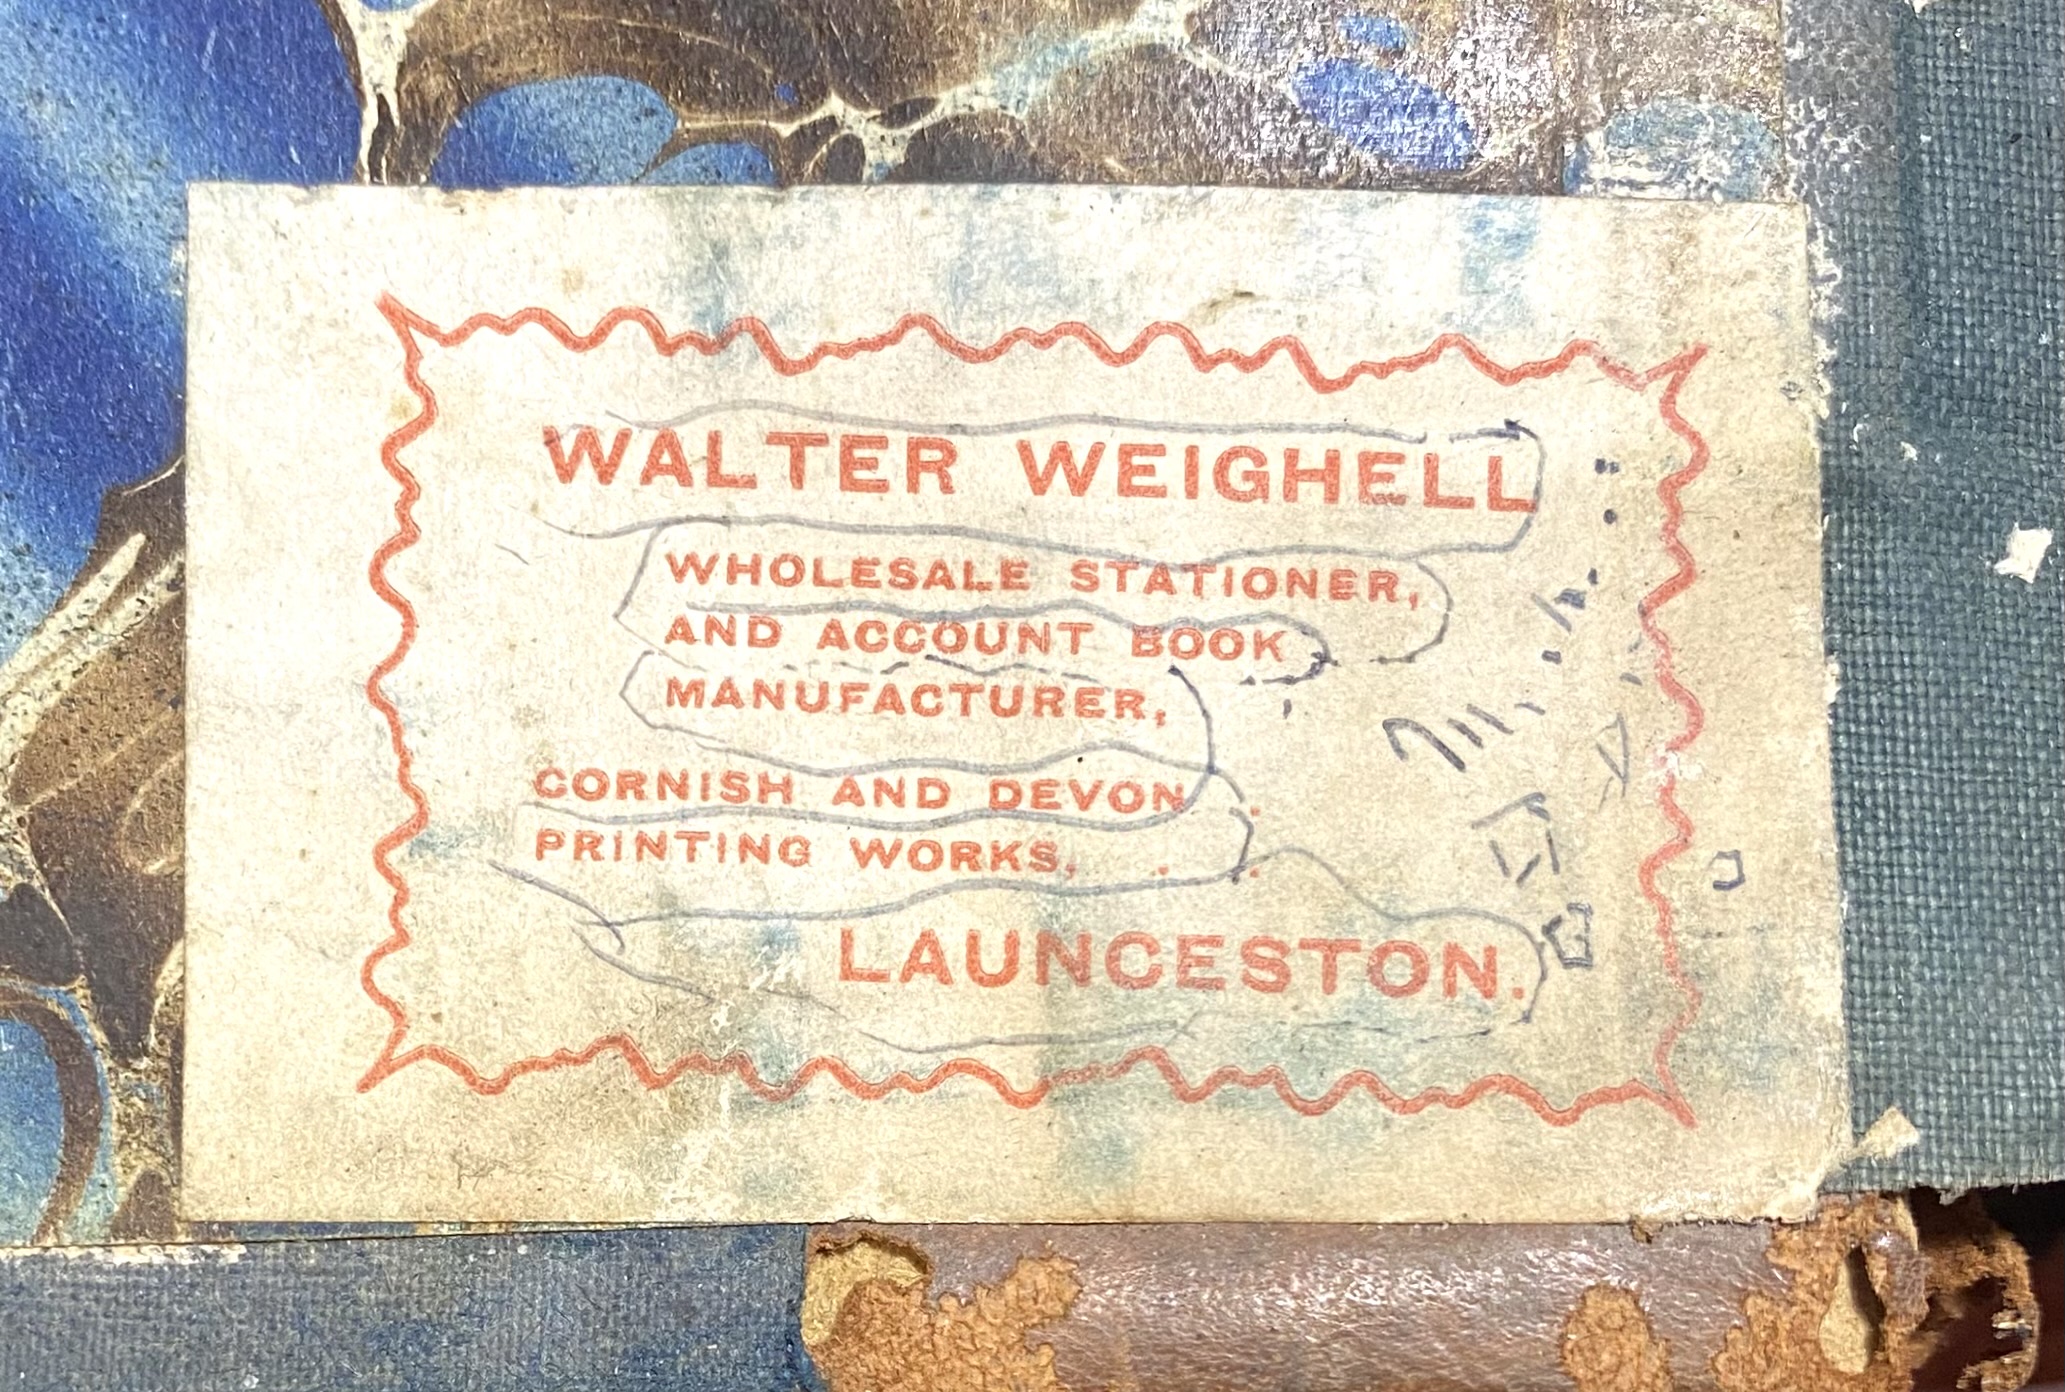 WALTER WEIGHELL
WHOLESALE STATIONER,
AND ACCOUNT BOOK
MANUFACTURER,
CORNISH AND DEVON .
PRINTING WORKS, . .
LAUNCESTON.